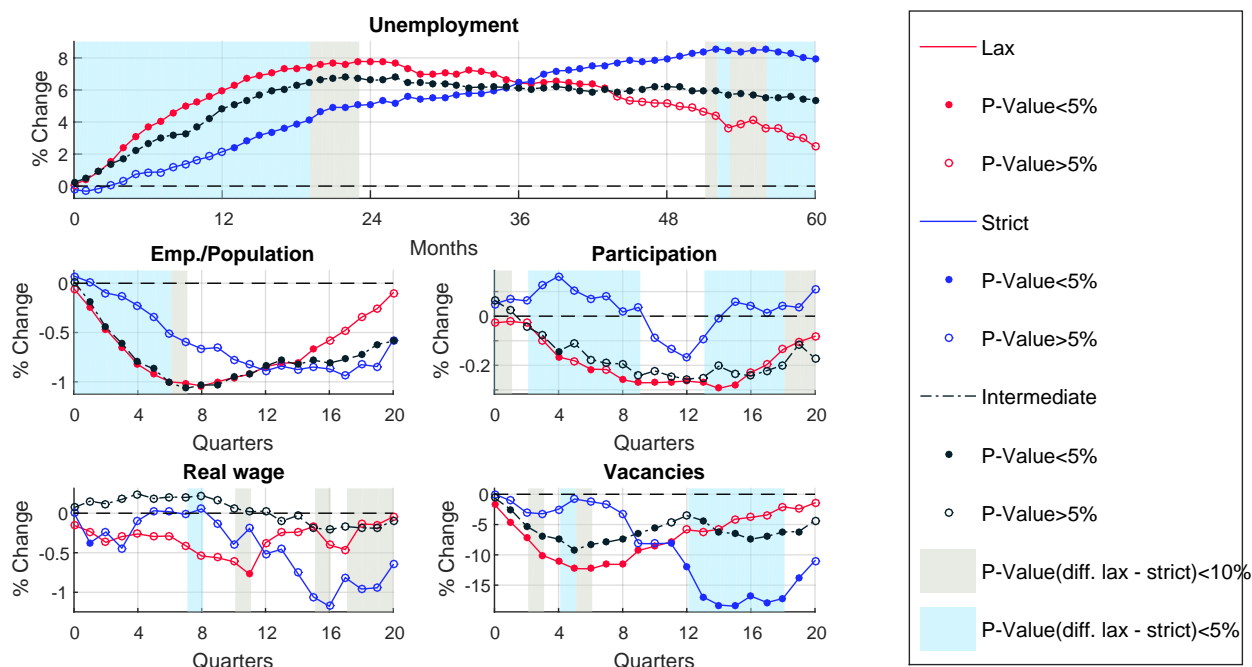 Unemployment
% Change
8
6
4
2
0
0 12 24 36 48 60
Months
Emp./Population
% Change
0
-0.5
-1
0 4 8 12 16 20
Quarters
Participation
% Change
0
-0.2
0 4 8 12 16 20
Quarters
Real wage
% Change
0
-0.5
-1
0 4 8 12 16 20
Quarters
Vacancies
% Change
0
-5
-10
-15
0 4 8 12 16 20
Quarters
Lax
P-Value<5%
P-Value>5%
Strict
P-Value<5%
P-Value>5%
Intermediate
P-Value<5%
P-Value>5%
P-Value(diff. lax - strict)<10%
P-Value(diff. lax - strict)<5%